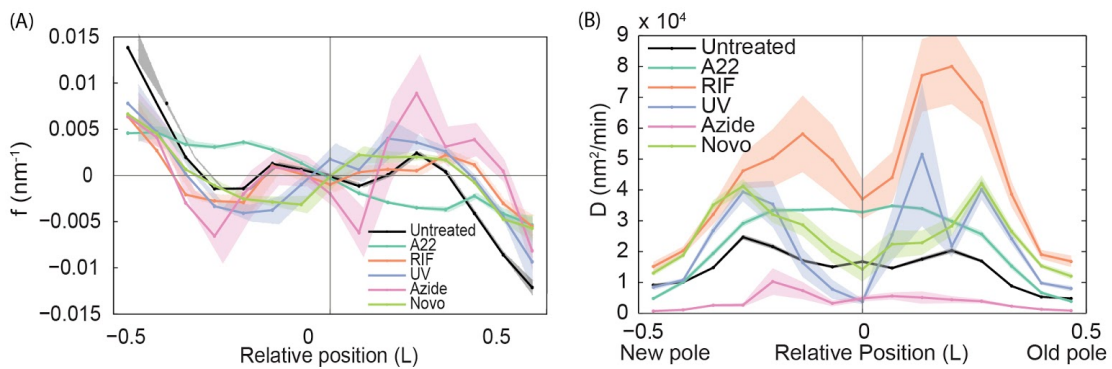 (A)
0.015
0.01
0.005
0
−0.005
−0.01
−0.015
f (nm⁻¹)
Untreated
A22
RIF
UV
Azide
Novo
−0.5
0
0.5
Relative position (L)
(B)
x 10⁴
9
8
7
6
5
4
3
2
1
0
D (nm²/min)
Untreated
A22
RIF
UV
Azide
Novo
−0.5
0
0.5
New pole
Relative Position (L)
Old pole